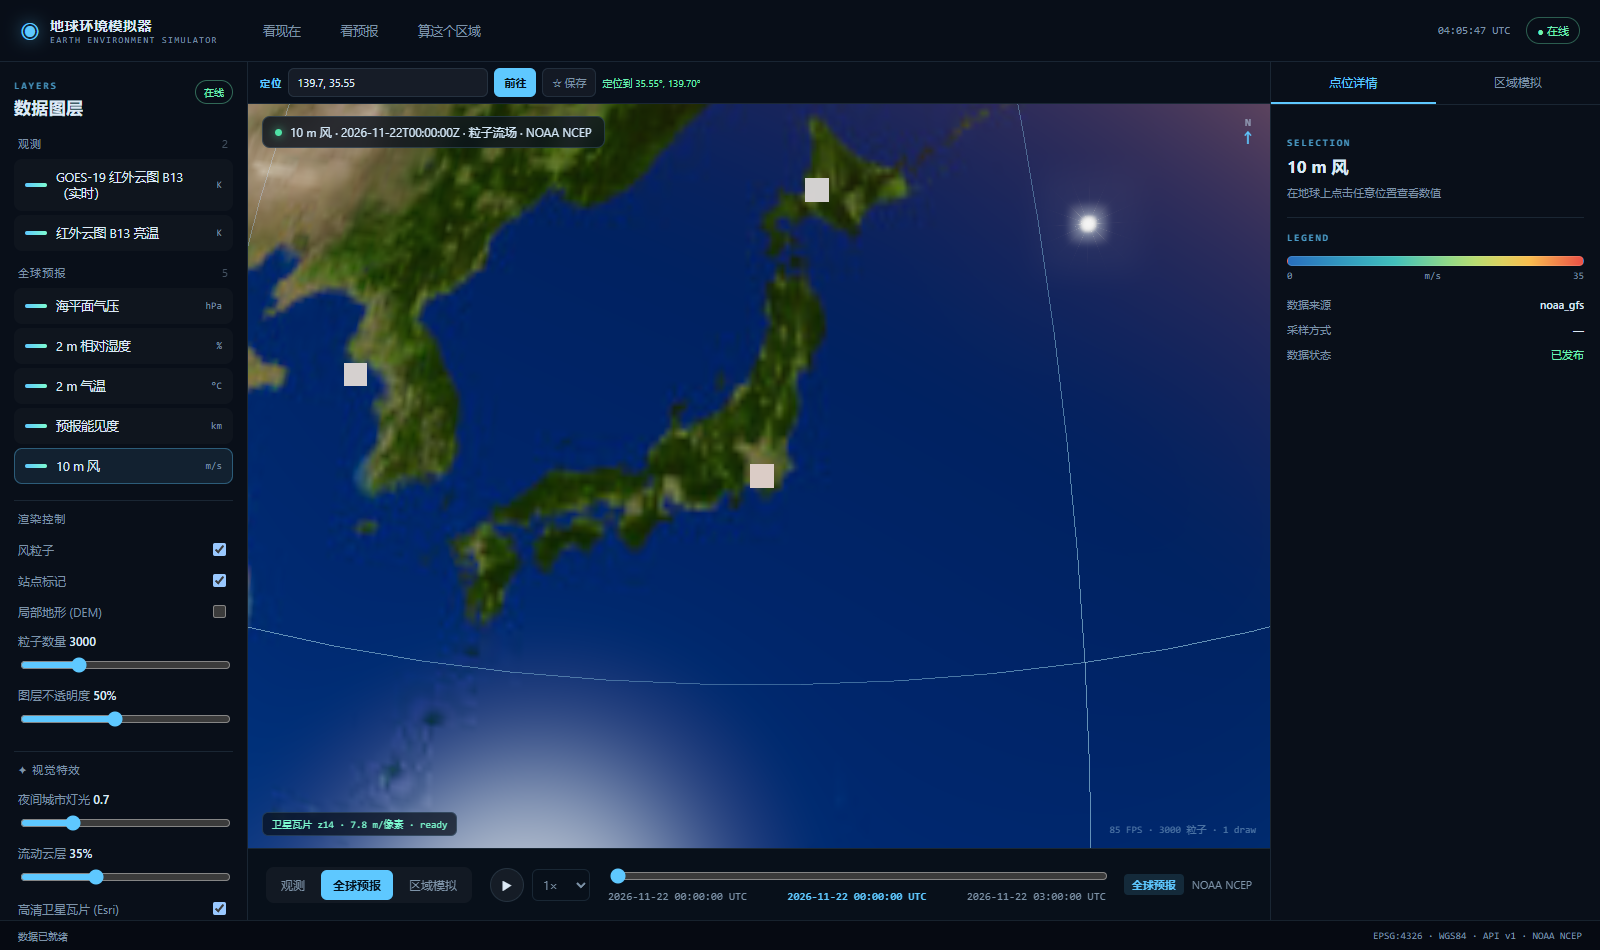 地球环境模拟器
EARTH ENVIRONMENT SIMULATOR
看现在
看预报
算这个区域
04:05:47 UTC
● 在线
LAYERS
数据图层
在线
观测
2
GOES-19 红外云图 B13
(实时)
K
红外云图 B13 亮温
K
全球预报
5
海平面气压
hPa
2 m 相对湿度
%
2 m 气温
°C
预报能见度
km
10 m 风
m/s
渲染控制
风粒子
站点标记
局部地形 (DEM)
粒子数量 3000
图层不透明度 50%
✦ 视觉特效
夜间城市灯光 0.7
流动云层 35%
高清卫星瓦片 (Esri)
定位
139.7, 35.55
前往
☆ 保存
定位到 35.55°, 139.70°
10 m 风 · 2026-11-22T00:00:00Z · 粒子流场 · NOAA NCEP
N
↑
卫星瓦片 z14 · 7.8 m/像素 · ready
85 FPS · 3000 粒子 · 1 draw
观测
全球预报
区域模拟
▶
1×
2026-11-22 00:00:00 UTC
2026-11-22 00:00:00 UTC
2026-11-22 03:00:00 UTC
全球预报
NOAA NCEP
点位详情
区域模拟
SELECTION
10 m 风
在地球上点击任意位置查看数值
LEGEND
0
m/s
35
数据来源
noaa_gfs
采样方式
—
数据状态
已发布
数据已就绪
EPSG:4326 · WGS84 · API v1 · NOAA NCEP